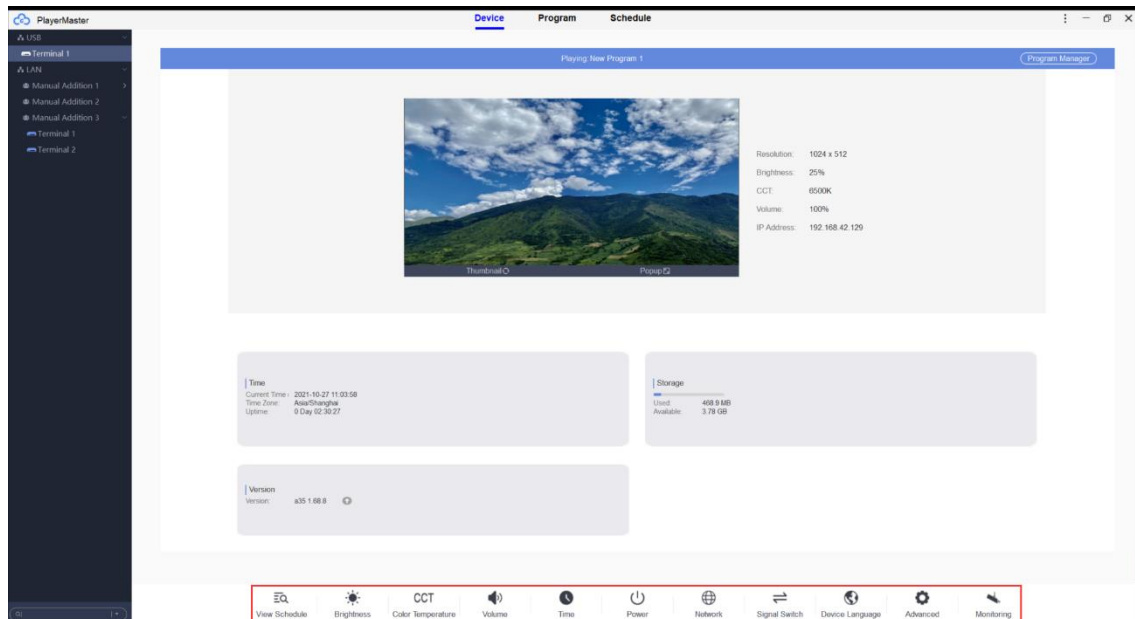 PlayerMaster
Device Program Schedule
USB
Terminal 1
LAN
Manual Addition 1
Manual Addition 2
Manual Addition 3
Terminal 1
Terminal 2
Playing: New Program 1
Program Manager
Resolution: 1024 x 512
Brightness: 25%
CCT: 6500K
Volume: 100%
IP Address: 192.168.42.129
Thumbnail Popup
Time
Current Time : 2021-10-27 11:03:58
Time Zone: Asia/Shanghai
Uptime: 0 Day 02:30:27
Storage
Used 468.9 MB
Available: 3.78 GB
Version
Version: a35 1.68.8
CCT
View Schedule Brightness Color Temperature Volume Time Power Network Signal Switch Device Language Advanced Monitoring